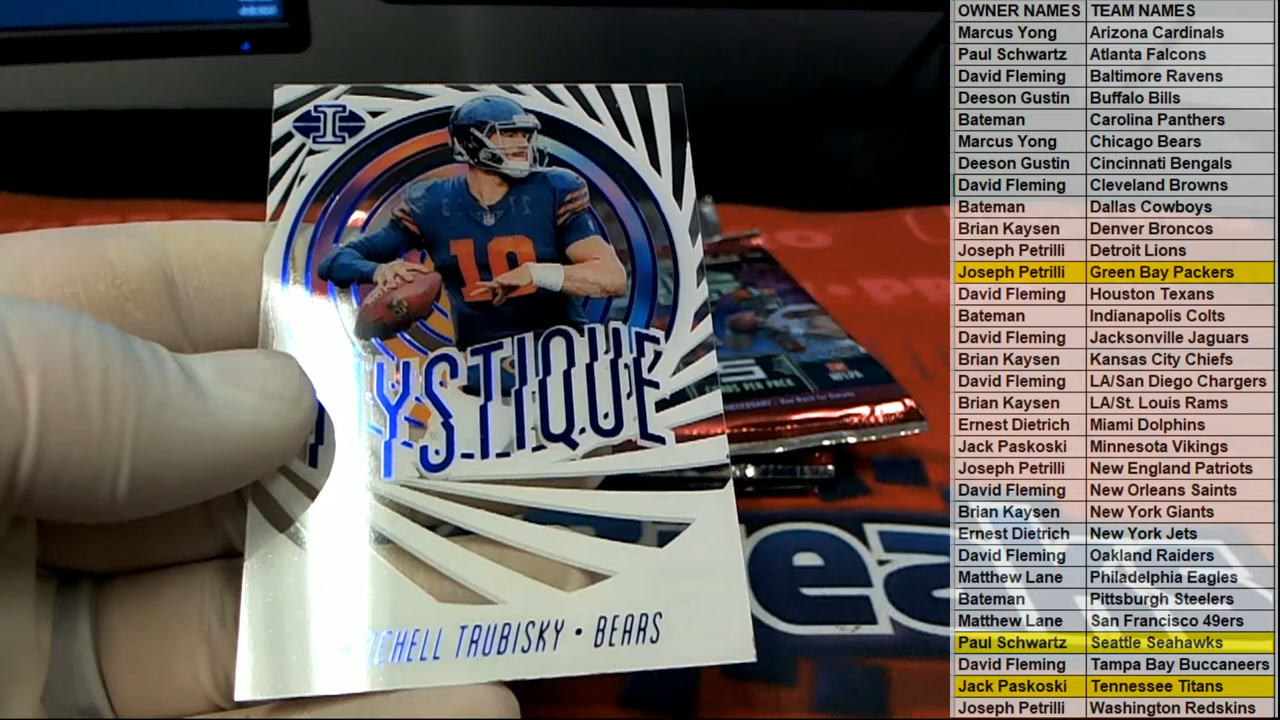 I
10
MYSTIQUE
MITCHELL TRUBISKY • BEARS
CARDS PER PACK
ea
OWNER NAMES TEAM NAMES
Marcus Yong Arizona Cardinals
Paul Schwartz Atlanta Falcons
David Fleming Baltimore Ravens
Deeson Gustin Buffalo Bills
Bateman Carolina Panthers
Marcus Yong Chicago Bears
Deeson Gustin Cincinnati Bengals
David Fleming Cleveland Browns
Bateman Dallas Cowboys
Brian Kaysen Denver Broncos
Joseph Petrilli Detroit Lions
Joseph Petrilli Green Bay Packers
David Fleming Houston Texans
Bateman Indianapolis Colts
David Fleming Jacksonville Jaguars
Brian Kaysen Kansas City Chiefs
David Fleming LA/San Diego Chargers
Brian Kaysen LA/St. Louis Rams
Ernest Dietrich Miami Dolphins
Jack Paskoski Minnesota Vikings
Joseph Petrilli New England Patriots
David Fleming New Orleans Saints
Brian Kaysen New York Giants
Ernest Dietrich New York Jets
David Fleming Oakland Raiders
Matthew Lane Philadelphia Eagles
Bateman Pittsburgh Steelers
Matthew Lane San Francisco 49ers
Paul Schwartz Seattle Seahawks
David Fleming Tampa Bay Buccaneers
Jack Paskoski Tennessee Titans
Joseph Petrilli Washington Redskins